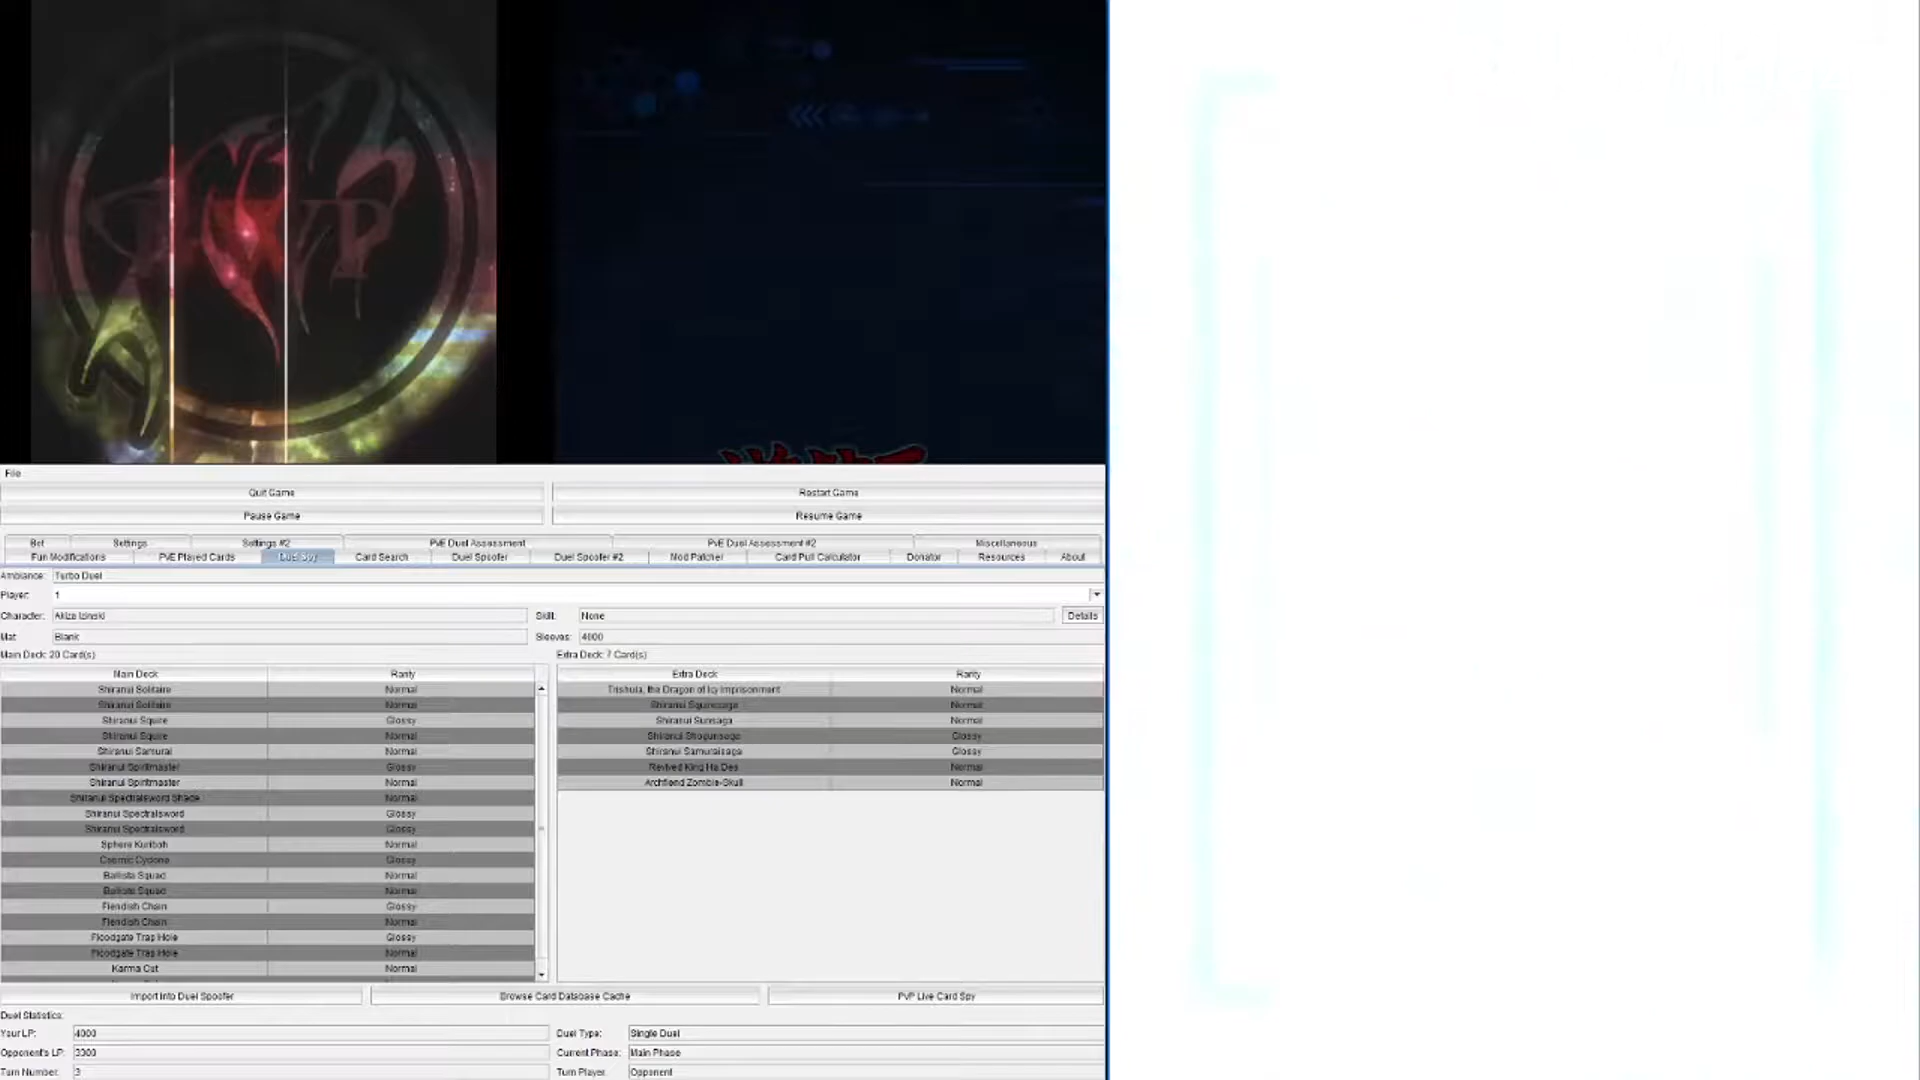 File
Quit Game
Restart Game
Pause Game
Resume Game
Bot
Settings
Settings #2
PvE Duel Assessment
PvE Duel Assessment #2
Miscellaneous
Fun Modifications
PvE Played Cards
Duel Spy
Card Search
Duel Spoofer
Duel Spoofer #2
Mod Patcher
Card Pull Calculator
Donator
Resources
About
Ambiance: Turbo Duel
Player: 1
Character: Akiza Izinski
Skill: None
Details
Mat: Blank
Sleeves: 4000
Main Deck: 20 Card(s)
Extra Deck: 7 Card(s)
Main Deck Rarity
Shiranui Solitaire Normal
Shiranui Solitaire Normal
Shiranui Squire Glossy
Shiranui Squire Normal
Shiranui Samurai Normal
Shiranui Spiritmaster Glossy
Shiranui Spiritmaster Normal
Shiranui Spectralsword Shade Normal
Shiranui Spectralsword Glossy
Shiranui Spectralsword Glossy
Sphere Kuriboh Normal
Cosmic Cyclone Glossy
Ballista Squad Normal
Ballista Squad Normal
Fiendish Chain Glossy
Fiendish Chain Normal
Floodgate Trap Hole Glossy
Floodgate Trap Hole Normal
Karma Cut Normal
Extra Deck Rarity
Trishula, the Dragon of Icy Imprisonment Normal
Shiranui Squiresaga Normal
Shiranui Sunsaga Normal
Shiranui Shogunsaga Glossy
Shiranui Samuraisaga Glossy
Revived King Ha Des Normal
Archfiend Zombie-Skull Normal
Import Into Duel Spoofer
Browse Card Database Cache
PvP Live Card Spy
Duel Statistics:
Your LP: 4000
Duel Type: Single Duel
Opponent's LP: 3300
Current Phase: Main Phase
Turn Number: 3
Turn Player: Opponent